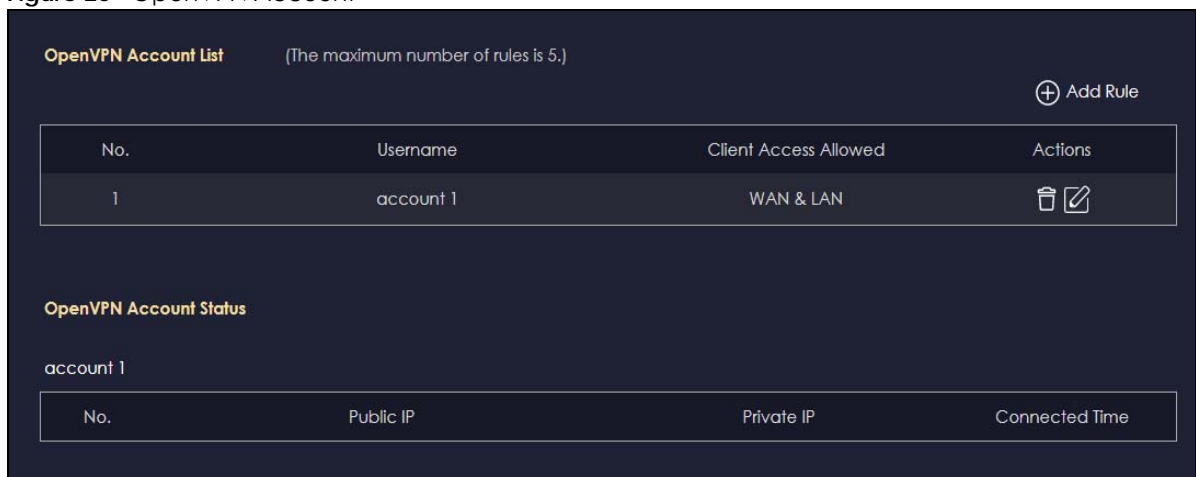 OpenVPN Account List (The maximum number of rules is 5.)
Add Rule
No. Username Client Access Allowed Actions
1 account 1 WAN & LAN
OpenVPN Account Status
account 1
No. Public IP Private IP Connected Time